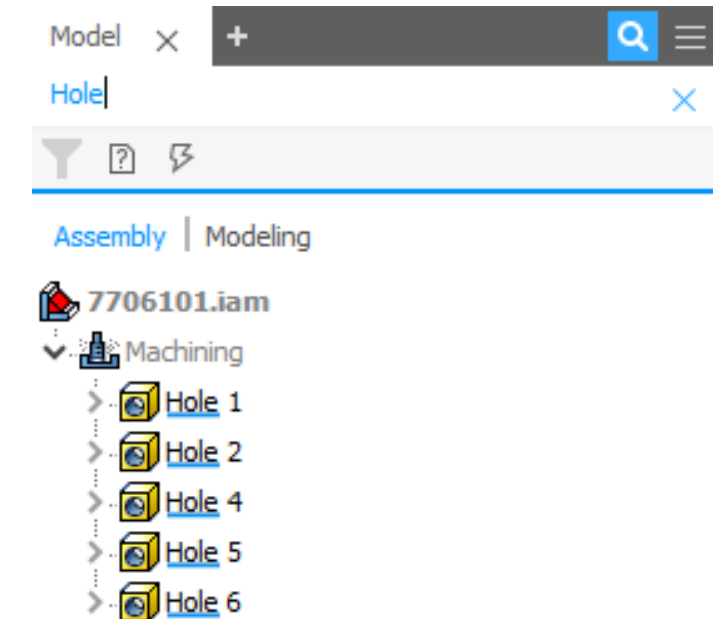 Model
Hole
Assembly | Modeling
7706101.iam
Machining
Hole 1
Hole 2
Hole 4
Hole 5
Hole 6